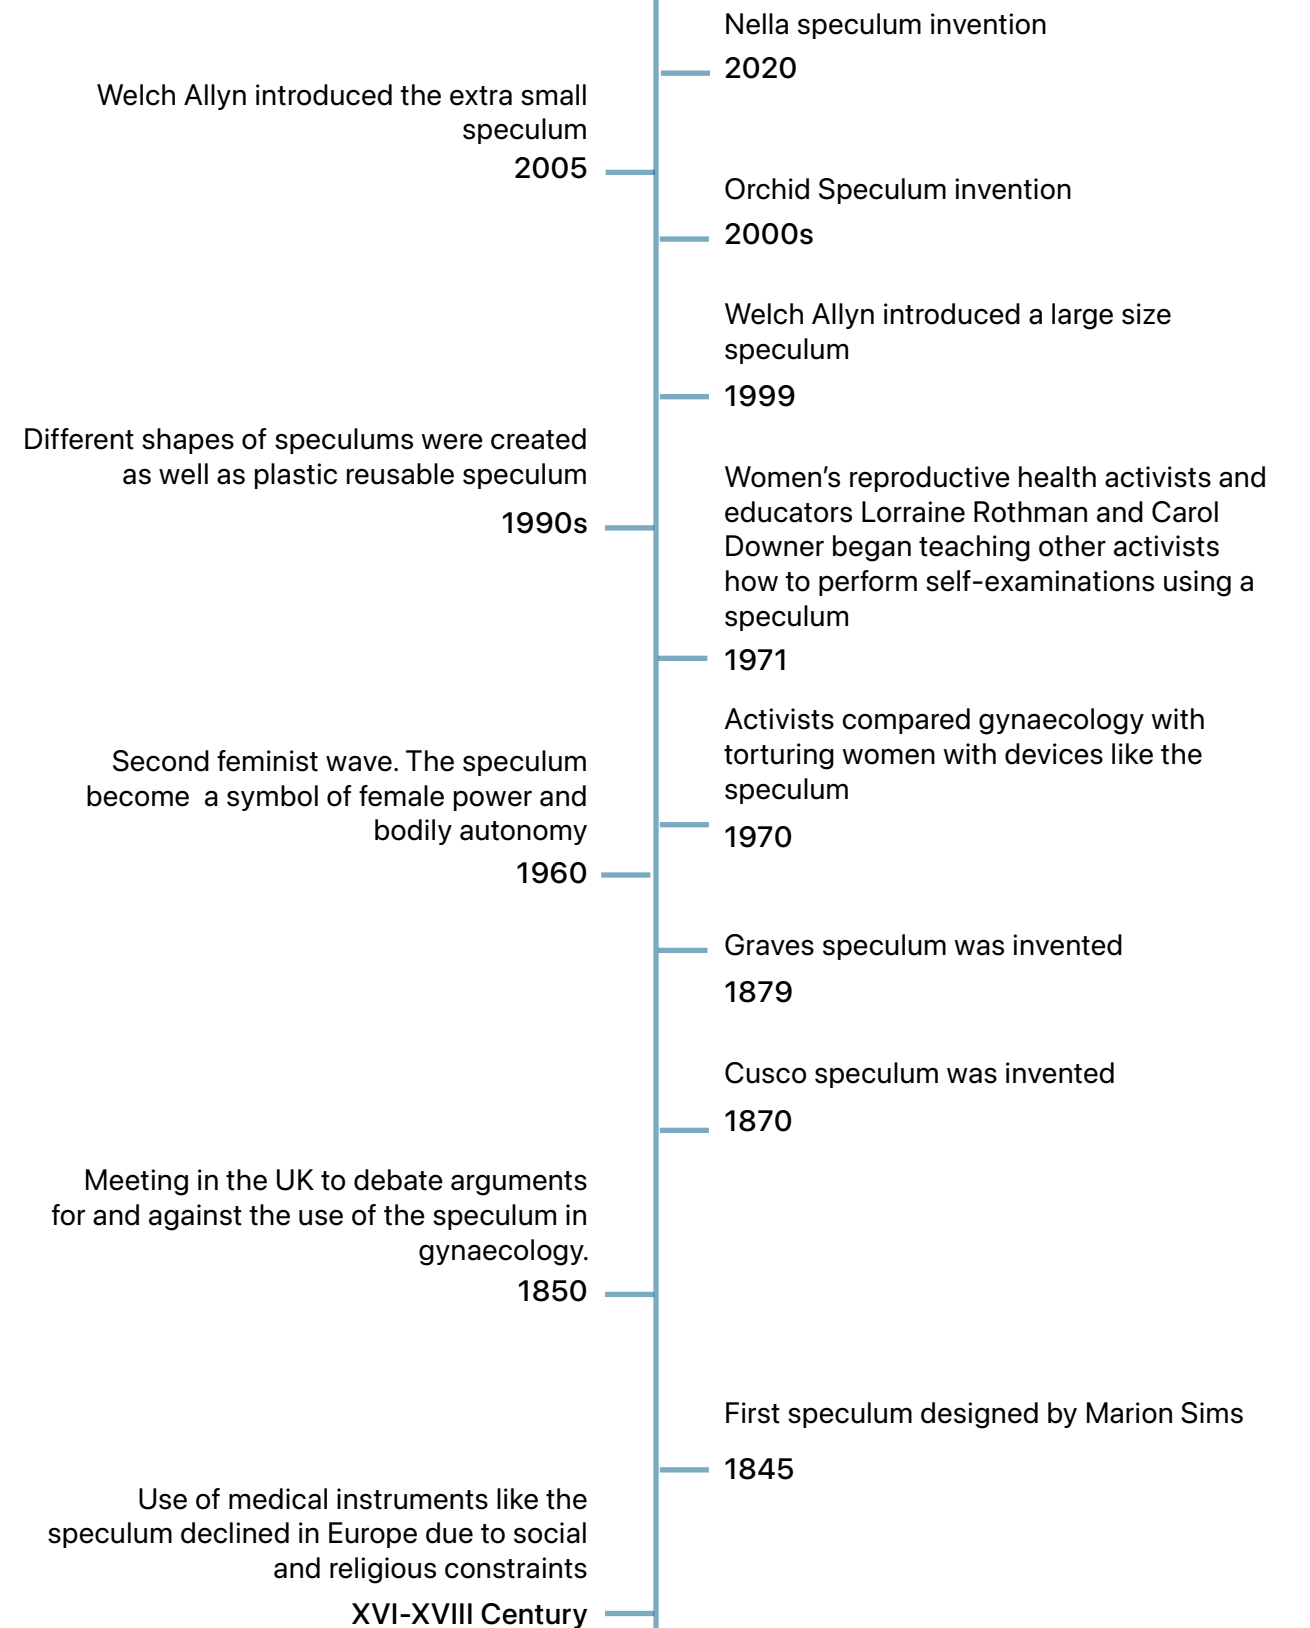 Nella speculum invention
2020
Welch Allyn introduced the extra small
speculum
2005
Orchid Speculum invention
2000s
Welch Allyn introduced a large size
speculum
1999
Different shapes of speculums were created
as well as plastic reusable speculum
1990s
Women’s reproductive health activists and
educators Lorraine Rothman and Carol
Downer began teaching other activists
how to perform self-examinations using a
speculum
1971
Activists compared gynaecology with
torturing women with devices like the
speculum
1970
Second feminist wave. The speculum
become  a symbol of female power and
bodily autonomy
1960
Graves speculum was invented
1879
Cusco speculum was invented
1870
Meeting in the UK to debate arguments
for and against the use of the speculum in
gynaecology.
1850
First speculum designed by Marion Sims
1845
Use of medical instruments like the
speculum declined in Europe due to social
and religious constraints
XVI-XVIII Century